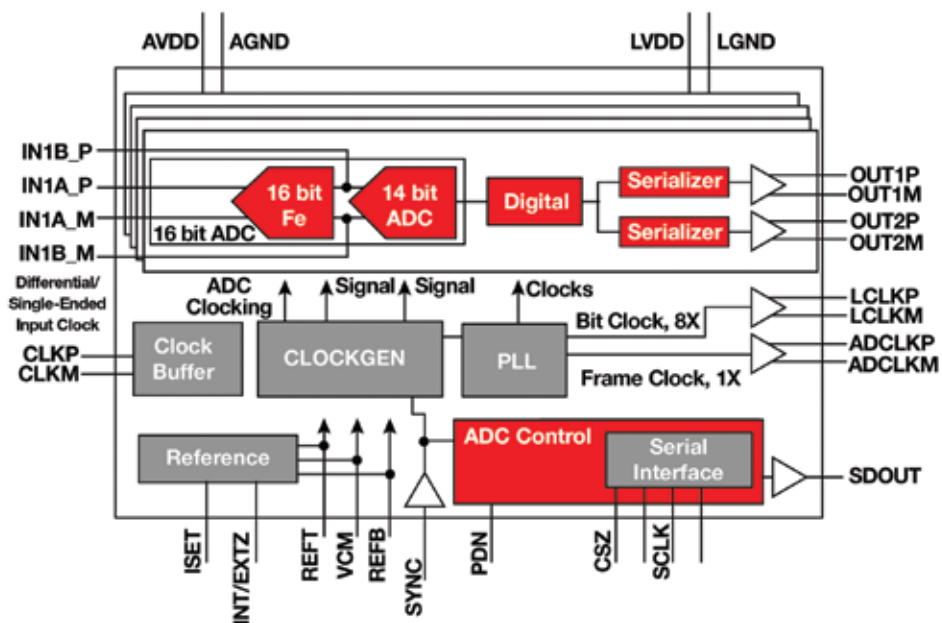 AVDD
AGND
LVDD
LGND
IN1B_P
IN1A_P
IN1A_M
IN1B_M
16 bit
Fe
14 bit
ADC
16 bit ADC
Digital
Serializer
Serializer
OUT1P
OUT1M
OUT2P
OUT2M
Differential/
Single-Ended
Input Clock
CLKP
CLKM
ADC
Clocking
Signal
Signal
Clocks
Clock
Buffer
CLOCKGEN
PLL
Bit Clock, 8X
Frame Clock, 1X
LCLKP
LCLKM
ADCLKP
ADCLKM
Reference
ADC Control
Serial
Interface
SDOUT
ISET
INT/EXTZ
REFT
VCM
REFB
SYNC
PDN
CSZ
SCLK